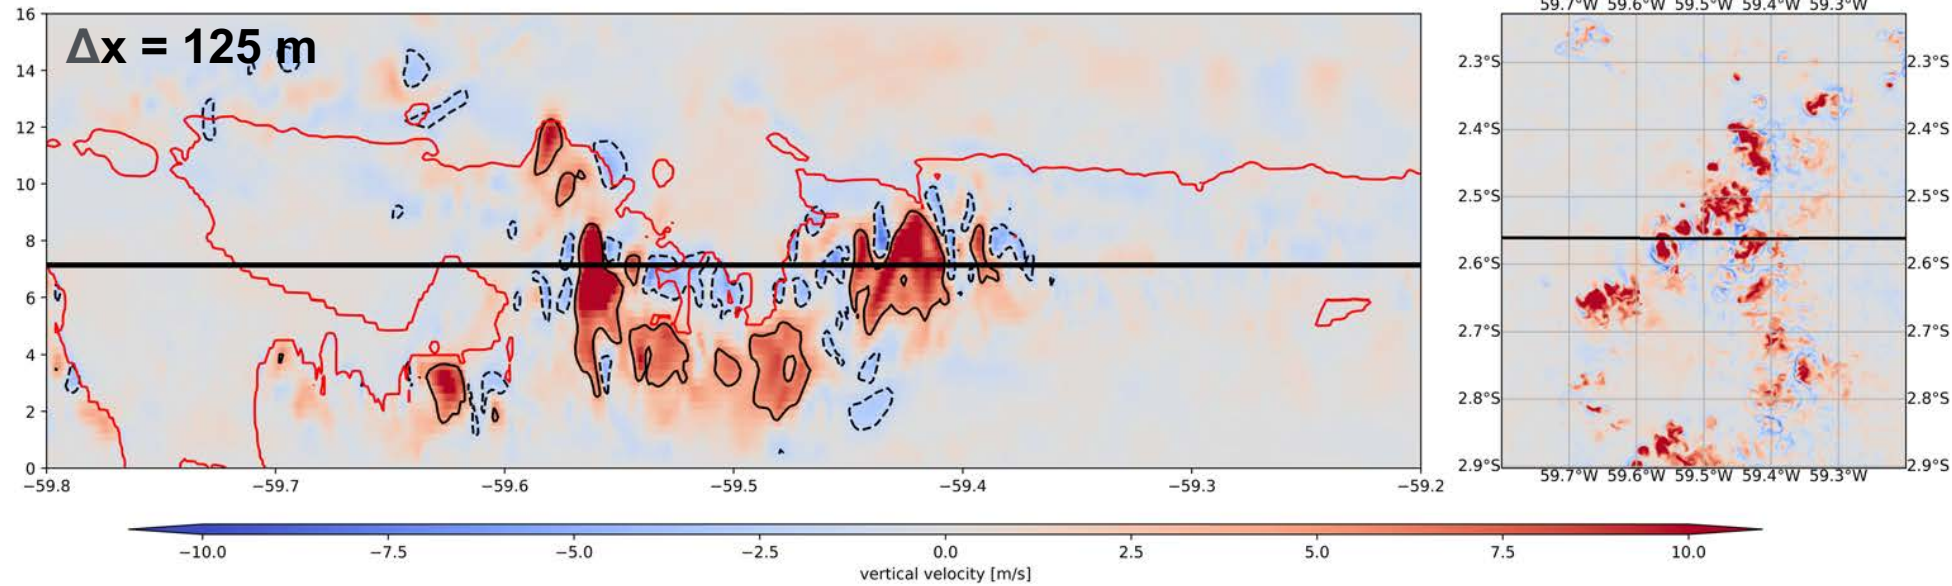 Δx = 125 m
16
14
12
10
8
6
4
2
0
−59.8 −59.7 −59.6 −59.5 −59.4 −59.3 −59.2
59.7°W 59.6°W 59.5°W 59.4°W 59.3°W
2.3°S 2.3°S
2.4°S 2.4°S
2.5°S 2.5°S
2.6°S 2.6°S
2.7°S 2.7°S
2.8°S 2.8°S
2.9°S 2.9°S
59.7°W 59.6°W 59.5°W 59.4°W 59.3°W
−10.0 −7.5 −5.0 −2.5 0.0 2.5 5.0 7.5 10.0
vertical velocity [m/s]